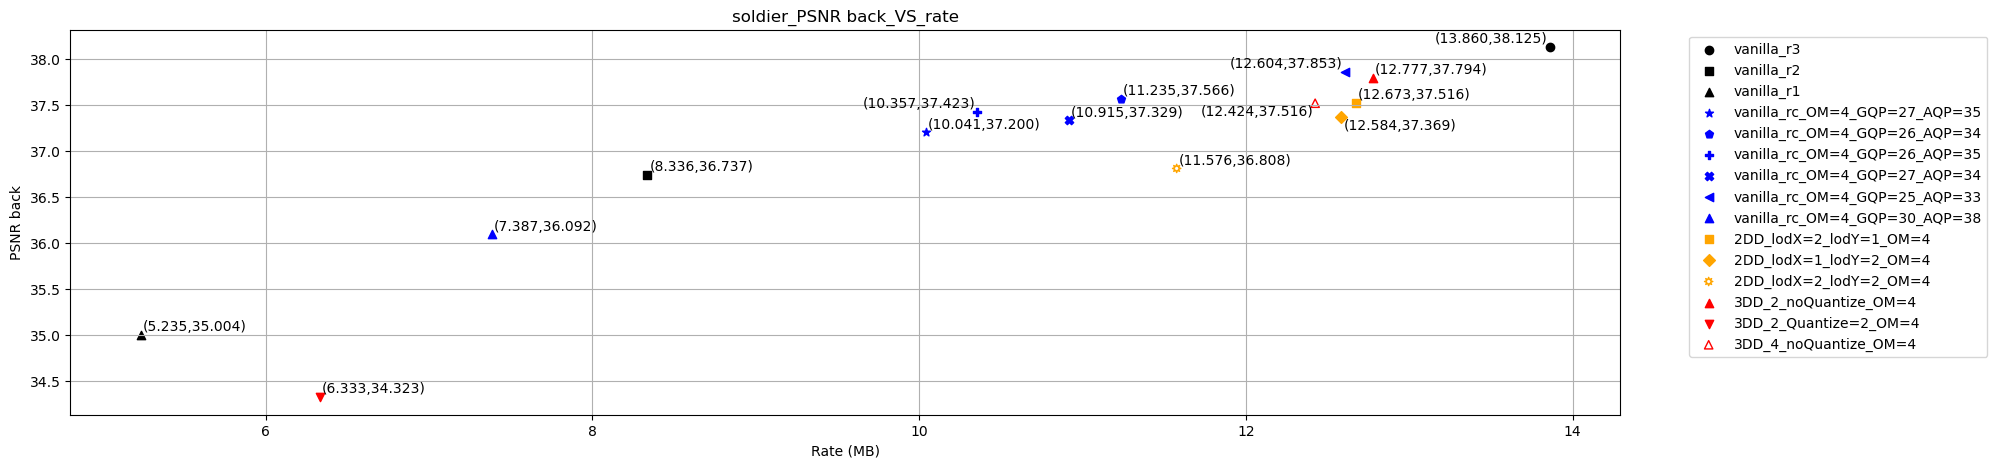 soldier_PSNR back_VS_rate
(13.860,38.125)
(12.604,37.853)
(12.777,37.794)
(11.235,37.566)
(12.673,37.516)
(10.357,37.423)
(12.424,37.516)
(10.915,37.329)
(12.584,37.369)
(10.041,37.200)
(11.576,36.808)
(8.336,36.737)
(7.387,36.092)
(5.235,35.004)
(6.333,34.323)
PSNR back
38.0
37.5
37.0
36.5
36.0
35.5
35.0
34.5
6
8
10
12
14
Rate (MB)
vanilla_r3
vanilla_r2
vanilla_r1
vanilla_rc_OM=4_GQP=27_AQP=35
vanilla_rc_OM=4_GQP=26_AQP=34
vanilla_rc_OM=4_GQP=26_AQP=35
vanilla_rc_OM=4_GQP=27_AQP=34
vanilla_rc_OM=4_GQP=25_AQP=33
vanilla_rc_OM=4_GQP=30_AQP=38
2DD_lodX=2_lodY=1_OM=4
2DD_lodX=1_lodY=2_OM=4
2DD_lodX=2_lodY=2_OM=4
3DD_2_noQuantize_OM=4
3DD_2_Quantize=2_OM=4
3DD_4_noQuantize_OM=4